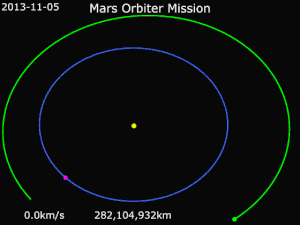 2013-11-05
Mars Orbiter Mission
0.0km/s 282,104,932km